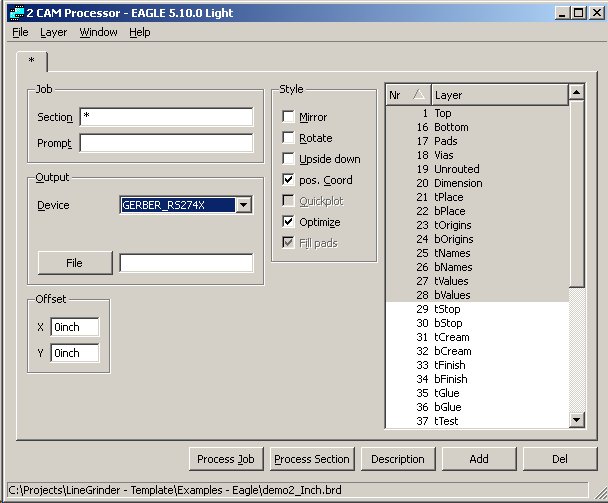 2 CAM Processor - EAGLE 5.10.0 Light
File Layer Window Help
*
Job
Section *
Prompt
Output
Device GERBER_RS274X
File
Offset
X 0inch
Y 0inch
Style
Mirror
Rotate
Upside down
pos. Coord
Quickplot
Optimize
Fill pads
Nr Layer
1 Top
16 Bottom
17 Pads
18 Vias
19 Unrouted
20 Dimension
21 tPlace
22 bPlace
23 tOrigins
24 bOrigins
25 tNames
26 bNames
27 tValues
28 bValues
29 tStop
30 bStop
31 tCream
32 bCream
33 tFinish
34 bFinish
35 tGlue
36 bGlue
37 tTest
Process Job Process Section Description Add Del
C:\Projects\LineGrinder - Template\Examples - Eagle\demo2_Inch.brd